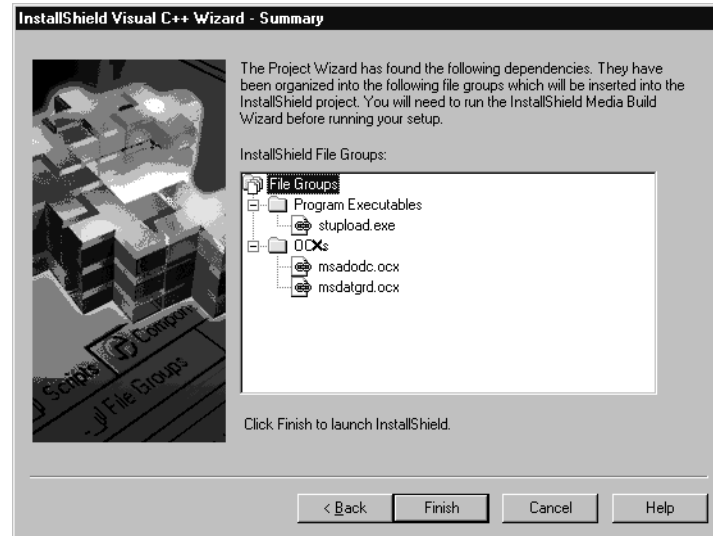 InstallShield Visual C++ Wizard - Summary
The Project Wizard has found the following dependencies. They have
been organized into the following file groups which will be inserted into the
InstallShield project. You will need to run the InstallShield Media Build
Wizard before running your setup.
InstallShield File Groups:
File Groups
Program Executables
stupload.exe
OCXs
msadodc.ocx
msdatgrd.ocx
Scripts
Compon
File Groups
Click Finish to launch InstallShield.
< Back
Finish
Cancel
Help